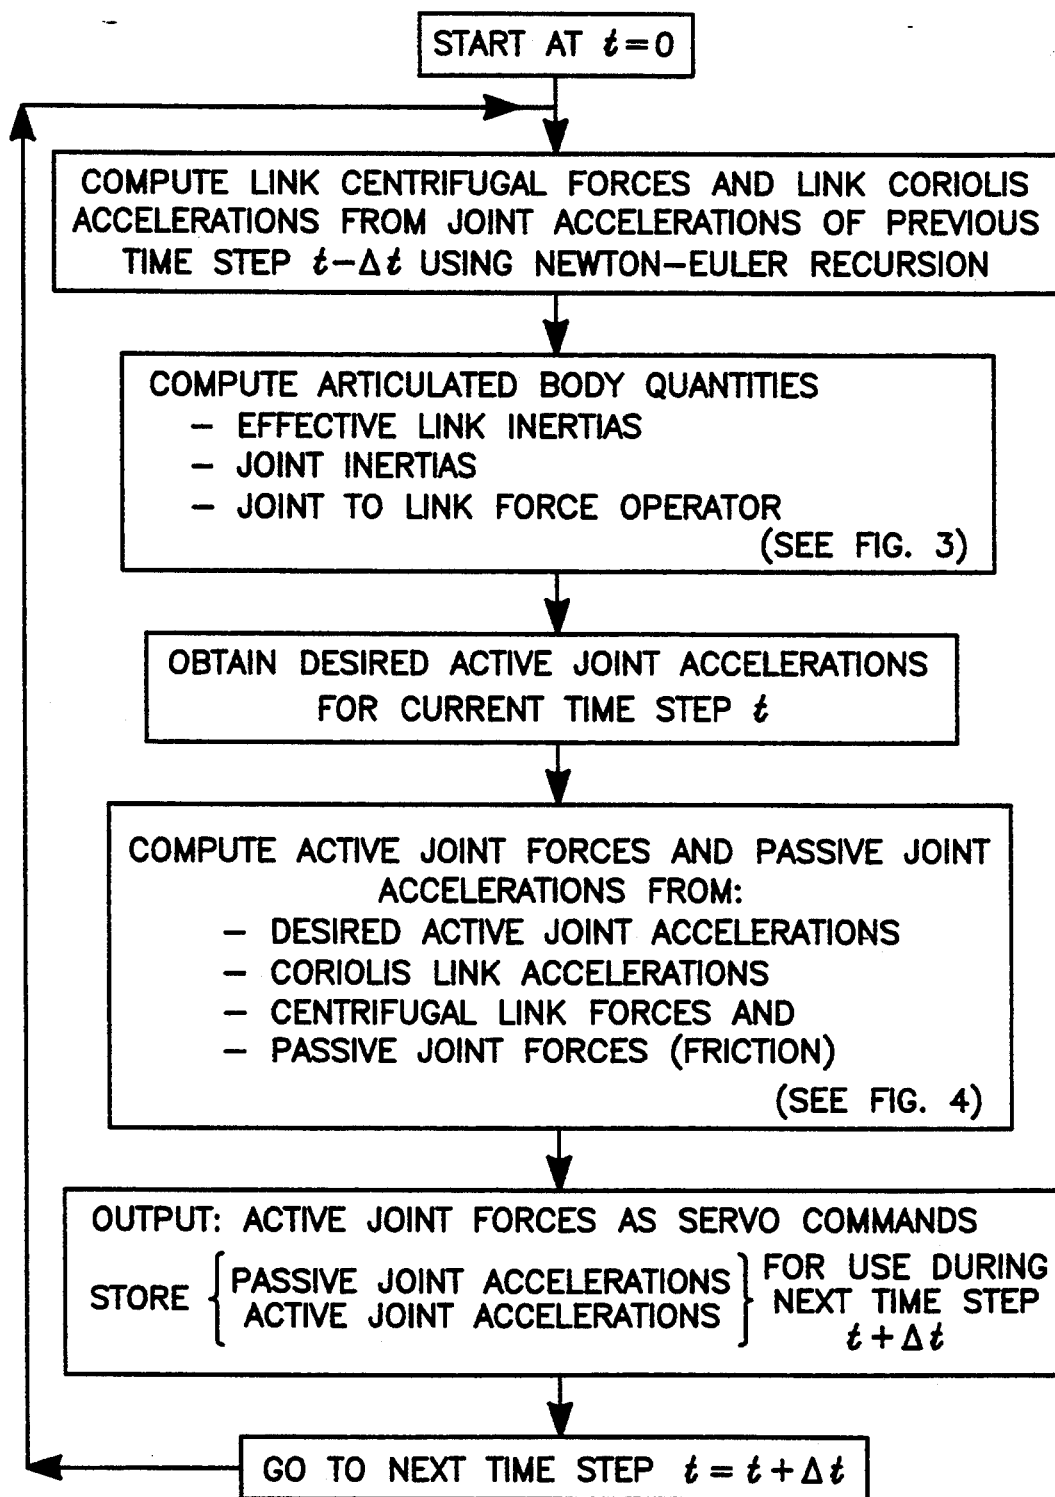 START AT t=0
COMPUTE LINK CENTRIFUGAL FORCES AND LINK CORIOLIS
ACCELERATIONS FROM JOINT ACCELERATIONS OF PREVIOUS
TIME STEP t−Δt USING NEWTON−EULER RECURSION
COMPUTE ARTICULATED BODY QUANTITIES
− EFFECTIVE LINK INERTIAS
− JOINT INERTIAS
− JOINT TO LINK FORCE OPERATOR
(SEE FIG. 3)
OBTAIN DESIRED ACTIVE JOINT ACCELERATIONS
FOR CURRENT TIME STEP t
COMPUTE ACTIVE JOINT FORCES AND PASSIVE JOINT
ACCELERATIONS FROM:
− DESIRED ACTIVE JOINT ACCELERATIONS
− CORIOLIS LINK ACCELERATIONS
− CENTRIFUGAL LINK FORCES AND
− PASSIVE JOINT FORCES (FRICTION)
(SEE FIG. 4)
OUTPUT: ACTIVE JOINT FORCES AS SERVO COMMANDS
STORE { PASSIVE JOINT ACCELERATIONS
ACTIVE JOINT ACCELERATIONS } FOR USE DURING
NEXT TIME STEP
t+Δt
GO TO NEXT TIME STEP t = t+Δt